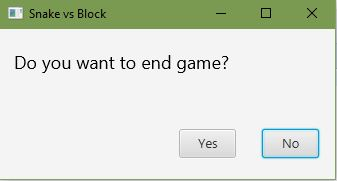 Snake vs Block
Do you want to end game?
Yes
No